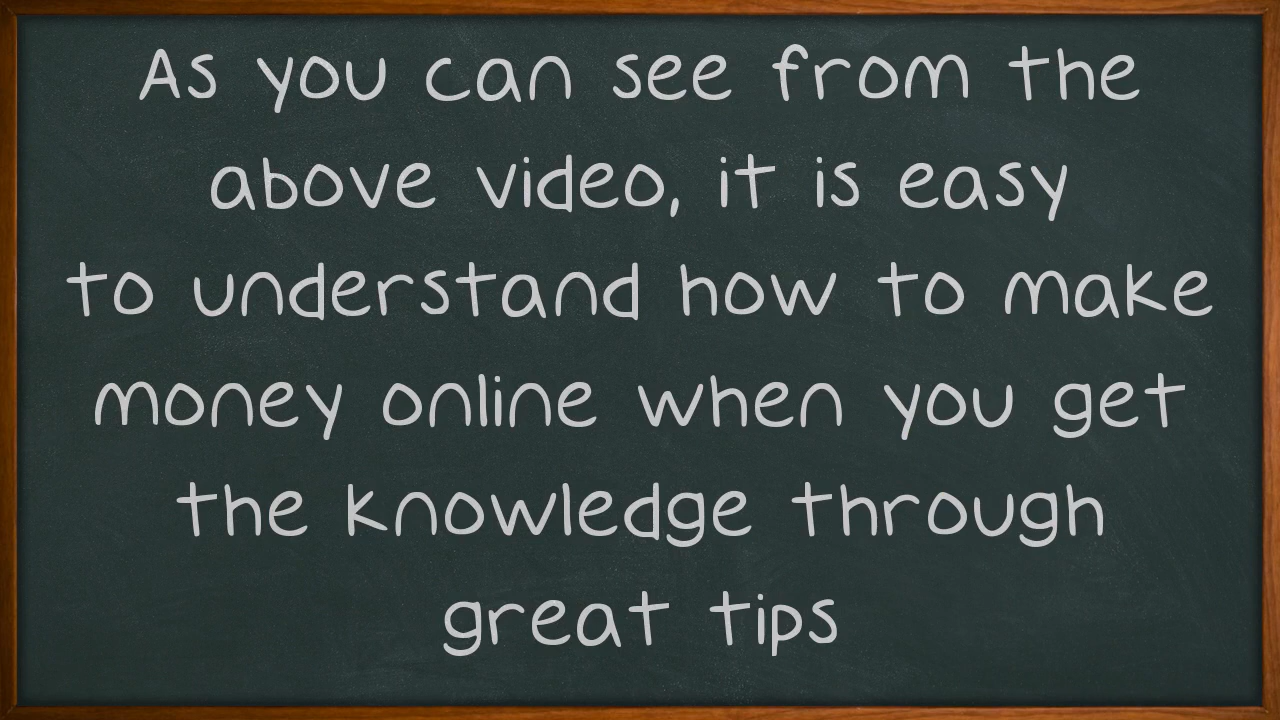 As you can see from the
above video, it is easy
to understand how to make
money online when you get
the knowledge through
great tips